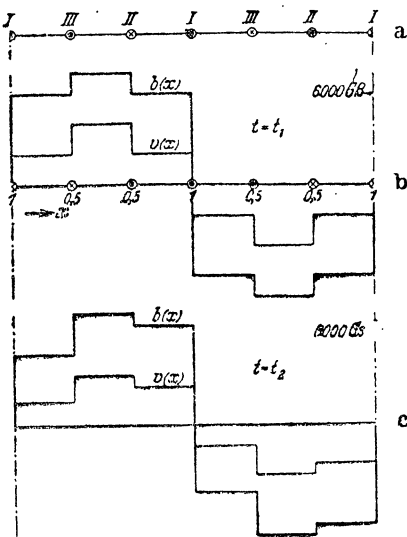 I III II I III II I a
b(x) 6000 GB
v(x) t=t₁
b
1 0,5 0,5 1 0,5 0,5 1
b(x) 6000 Gs
v(x) t=t₂
c